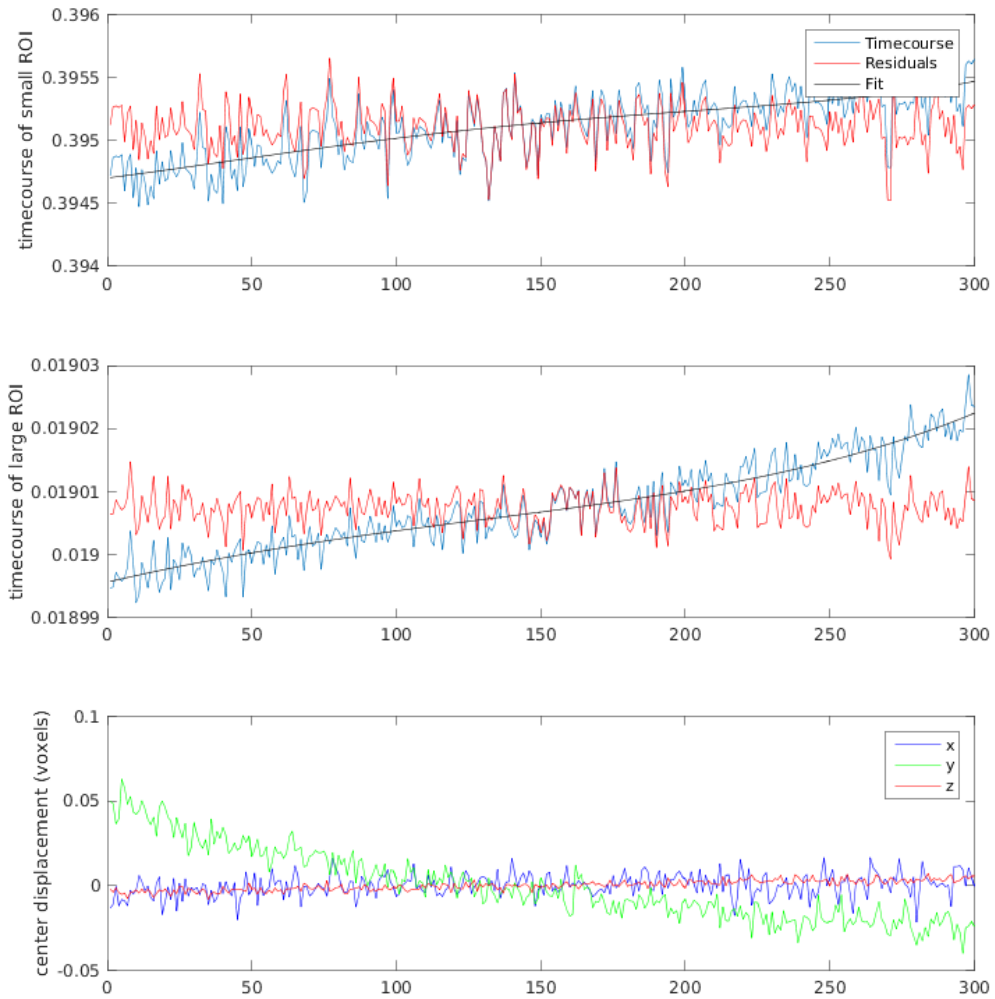 timecourse of small ROI
0.396
0.3955
0.395
0.3945
0.394
0 50 100 150 200 250 300
Timecourse
Residuals
Fit
timecourse of large ROI
0.01903
0.01902
0.01901
0.019
0.01899
0 50 100 150 200 250 300
center displacement (voxels)
0.1
0.05
0
-0.05
0 50 100 150 200 250 300
x
y
z